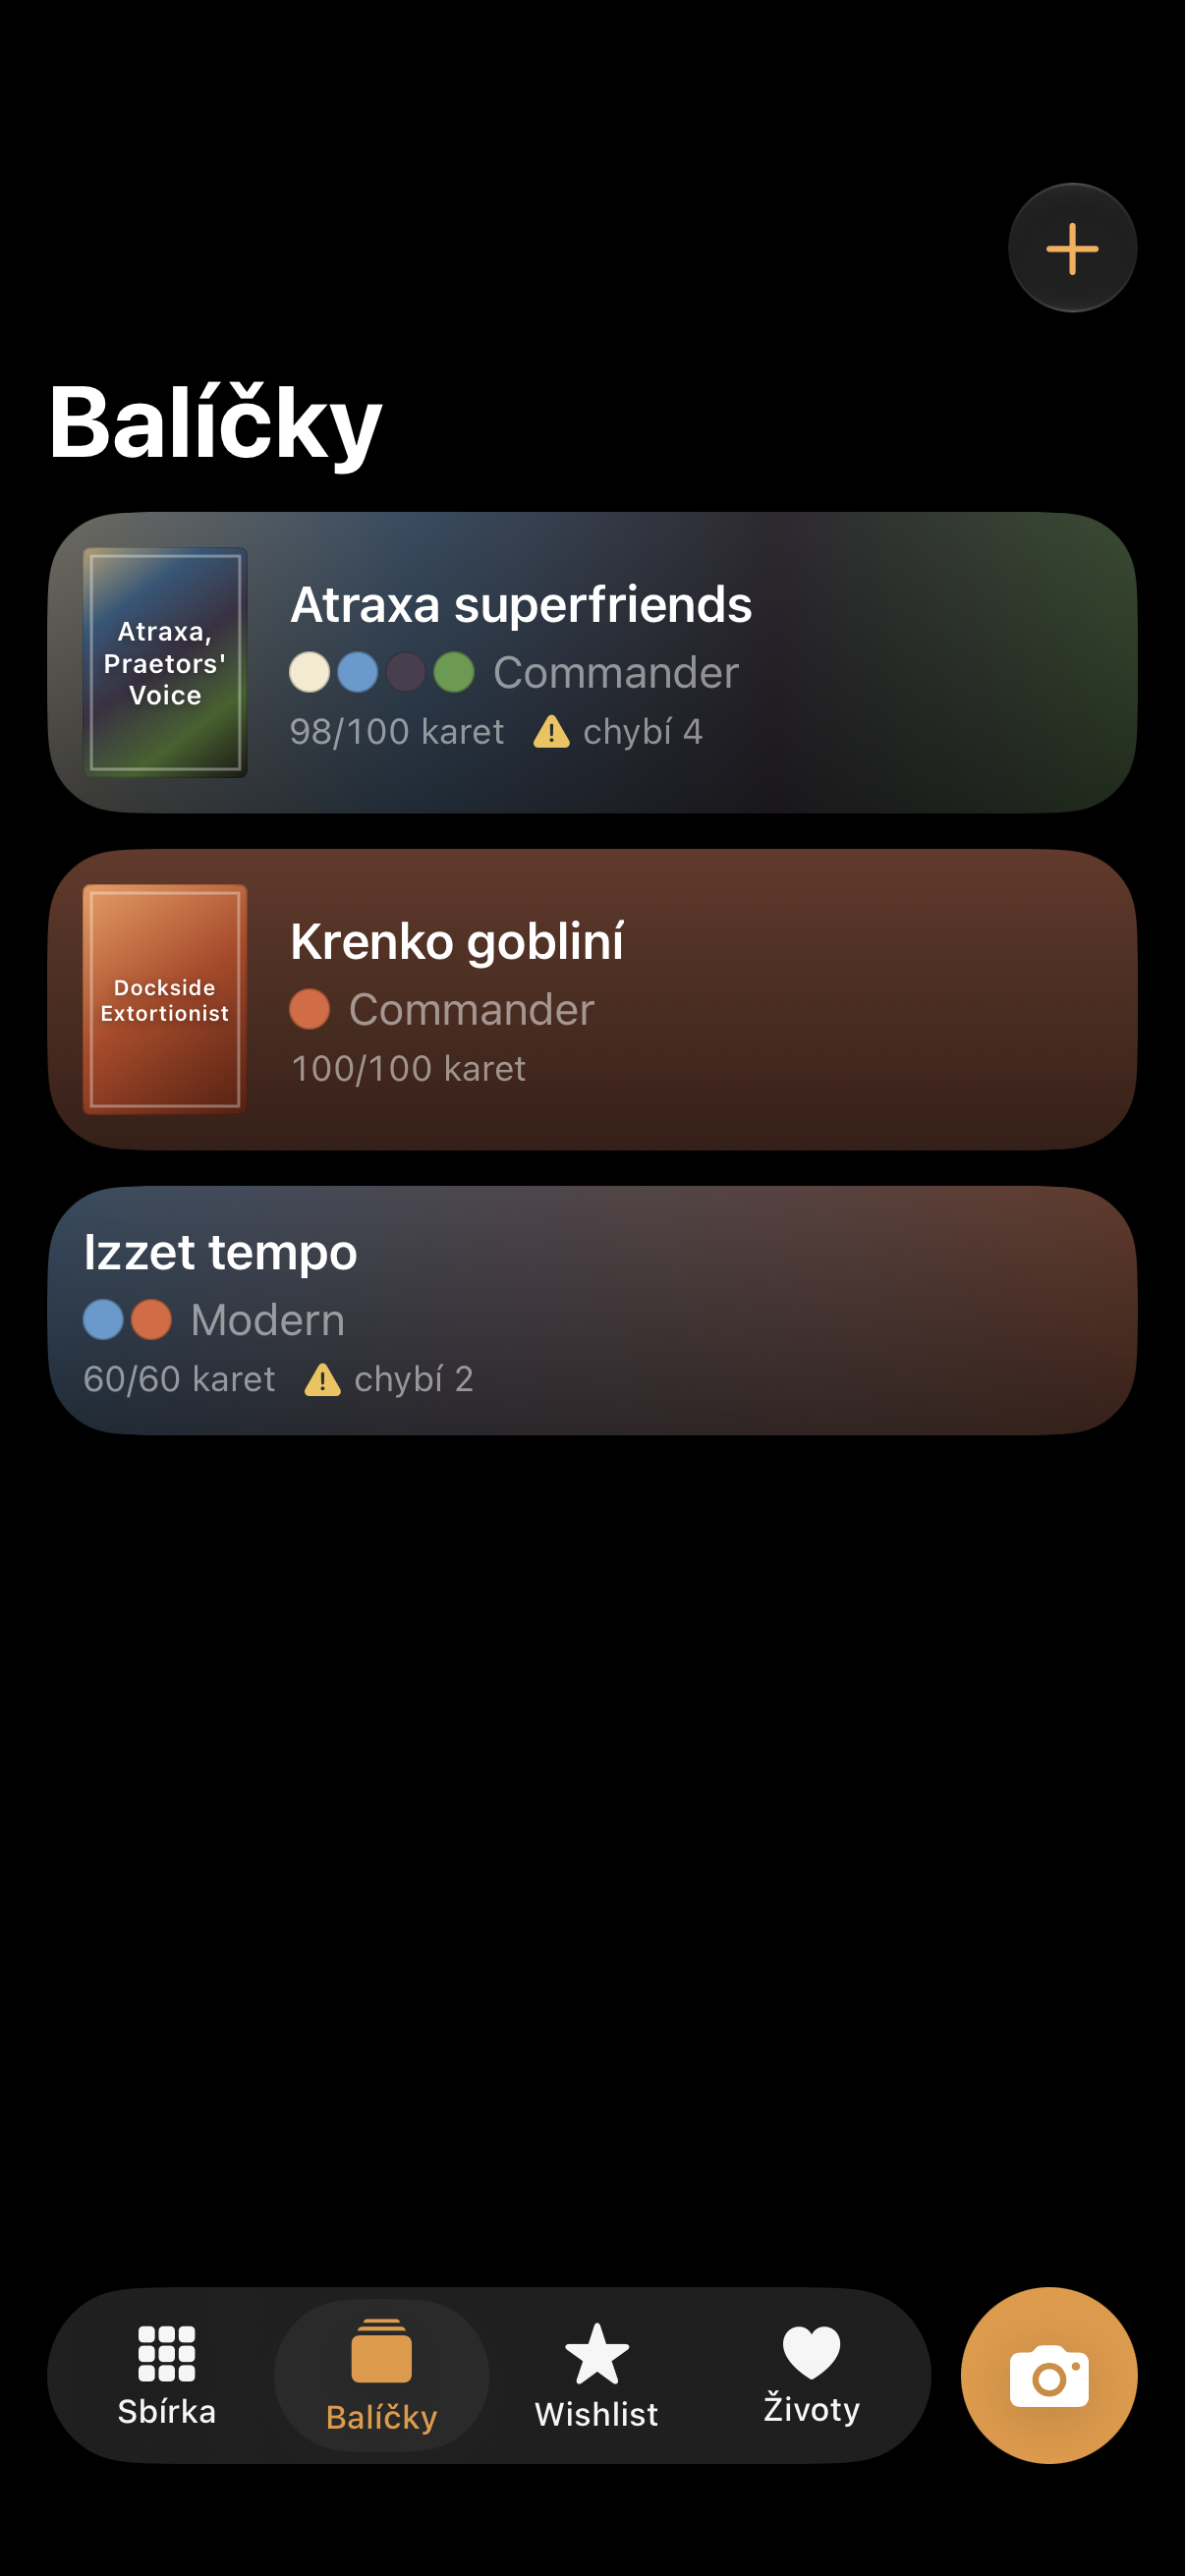 Balíčky
Atraxa,
Praetors'
Voice
Atraxa superfriends
Commander
98/100 karet chybí 4
Dockside
Extortionist
Krenko gobliní
Commander
100/100 karet
Izzet tempo
Modern
60/60 karet chybí 2
Sbírka
Balíčky
Wishlist
Životy